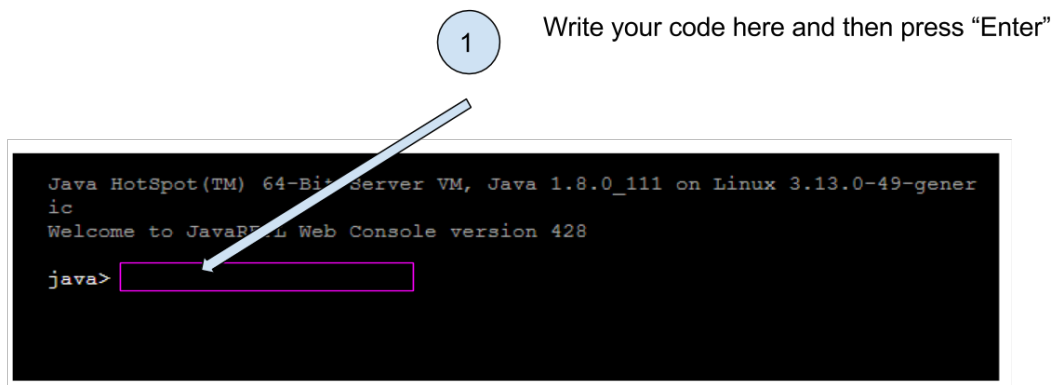 1
Write your code here and then press “Enter”
Java HotSpot(TM) 64-Bit Server VM, Java 1.8.0_111 on Linux 3.13.0-49-gener
ic
Welcome to JavaREPL Web Console version 428
java>